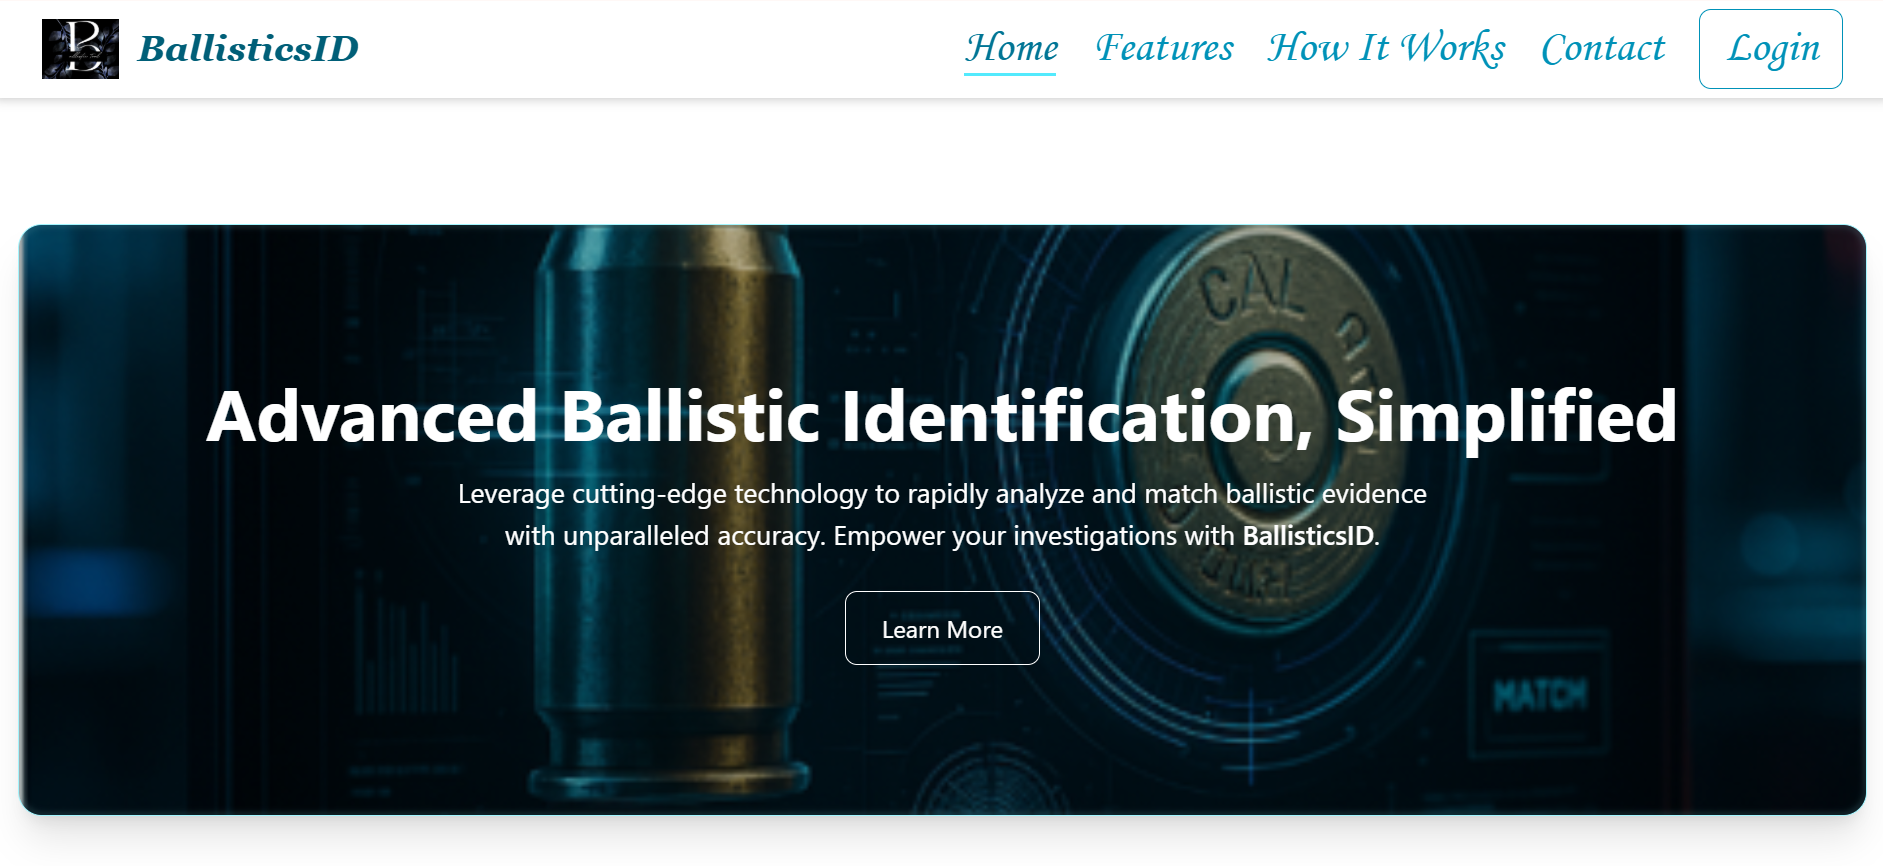 BallisticsID
Home Features How It Works Contact Login
CAL
Advanced Ballistic Identification, Simplified
Leverage cutting-edge technology to rapidly analyze and match ballistic evidence
with unparalleled accuracy. Empower your investigations with BallisticsID.
Learn More
MATCH